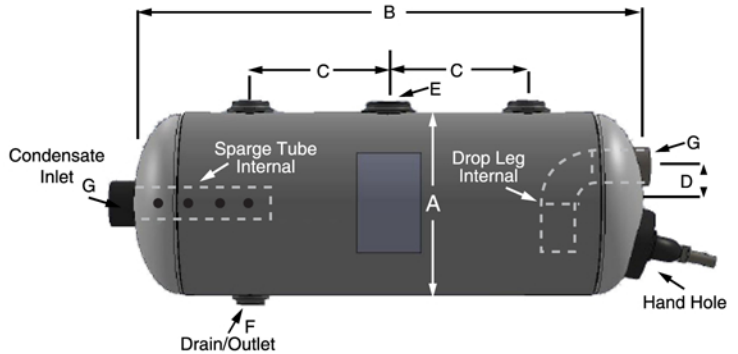 B
C
C
E
Sparge Tube
Internal
Drop Leg
Internal
G
Condensate
Inlet
G
D
A
Hand Hole
F
Drain/Outlet